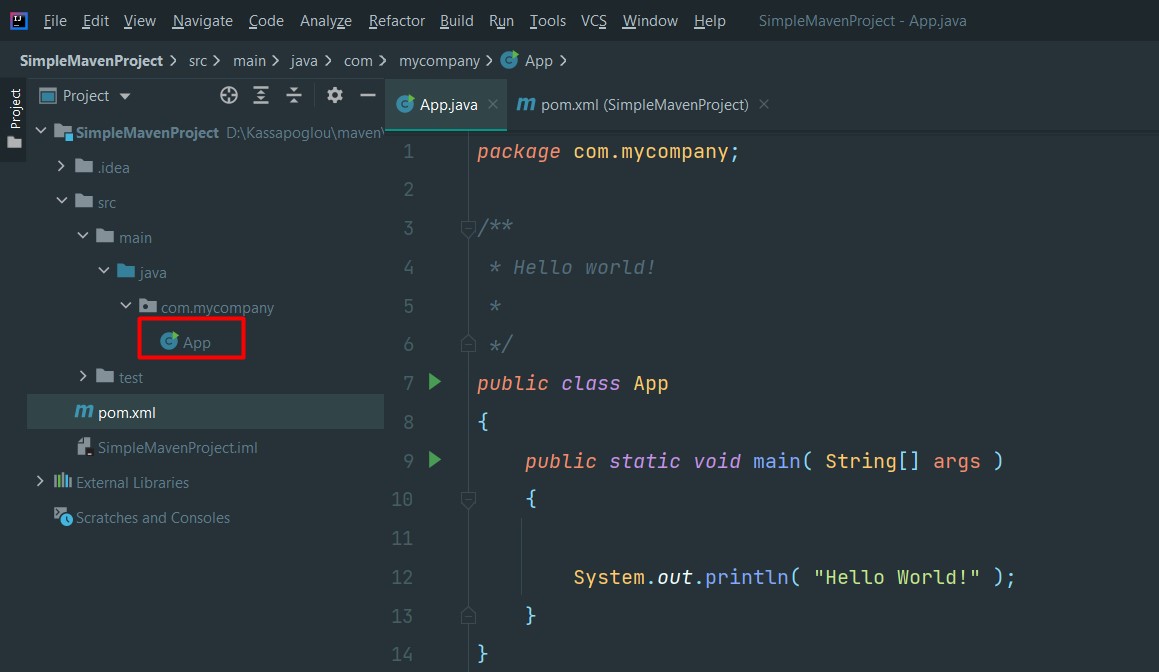 File Edit View Navigate Code Analyze Refactor Build Run Tools VCS Window Help SimpleMavenProject - App.java
SimpleMavenProject src main java com mycompany App
Project
Project
App.java
pom.xml (SimpleMavenProject)
SimpleMavenProject D:\Kassapoglou\maven\
.idea
src
main
java
com.mycompany
App
test
pom.xml
SimpleMavenProject.iml
External Libraries
Scratches and Consoles
1 package com.mycompany;
2
3 /**
4 * Hello world!
5 *
6 */
7 public class App
8 {
9 public static void main( String[] args )
10 {
11
12 System.out.println( "Hello World!" );
13 }
14 }